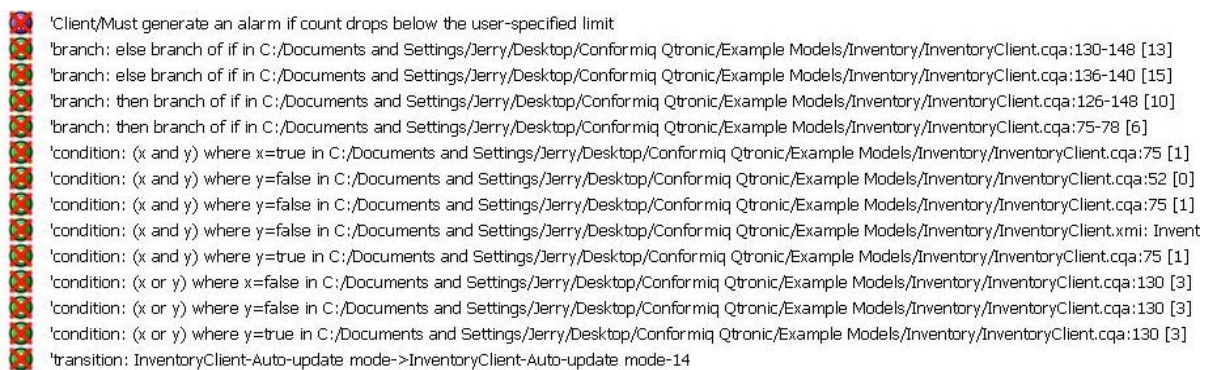 'Client/Must generate an alarm if count drops below the user-specified limit
'branch: else branch of if in C:/Documents and Settings/Jerry/Desktop/Conformiq Qtronic/Example Models/Inventory/InventoryClient.cqa:130-148 [13]
'branch: else branch of if in C:/Documents and Settings/Jerry/Desktop/Conformiq Qtronic/Example Models/Inventory/InventoryClient.cqa:136-140 [15]
'branch: then branch of if in C:/Documents and Settings/Jerry/Desktop/Conformiq Qtronic/Example Models/Inventory/InventoryClient.cqa:126-148 [10]
'branch: then branch of if in C:/Documents and Settings/Jerry/Desktop/Conformiq Qtronic/Example Models/Inventory/InventoryClient.cqa:75-78 [6]
'condition: (x and y) where x=true in C:/Documents and Settings/Jerry/Desktop/Conformiq Qtronic/Example Models/Inventory/InventoryClient.cqa:75 [1]
'condition: (x and y) where y=false in C:/Documents and Settings/Jerry/Desktop/Conformiq Qtronic/Example Models/Inventory/InventoryClient.cqa:52 [0]
'condition: (x and y) where y=false in C:/Documents and Settings/Jerry/Desktop/Conformiq Qtronic/Example Models/Inventory/InventoryClient.cqa:75 [1]
'condition: (x and y) where y=false in C:/Documents and Settings/Jerry/Desktop/Conformiq Qtronic/Example Models/Inventory/InventoryClient.xmi: Invent
'condition: (x and y) where y=true in C:/Documents and Settings/Jerry/Desktop/Conformiq Qtronic/Example Models/Inventory/InventoryClient.cqa:75 [1]
'condition: (x or y) where x=false in C:/Documents and Settings/Jerry/Desktop/Conformiq Qtronic/Example Models/Inventory/InventoryClient.cqa:130 [3]
'condition: (x or y) where y=false in C:/Documents and Settings/Jerry/Desktop/Conformiq Qtronic/Example Models/Inventory/InventoryClient.cqa:130 [3]
'condition: (x or y) where y=true in C:/Documents and Settings/Jerry/Desktop/Conformiq Qtronic/Example Models/Inventory/InventoryClient.cqa:130 [3]
'transition: InventoryClient-Auto-update mode->InventoryClient-Auto-update mode-14